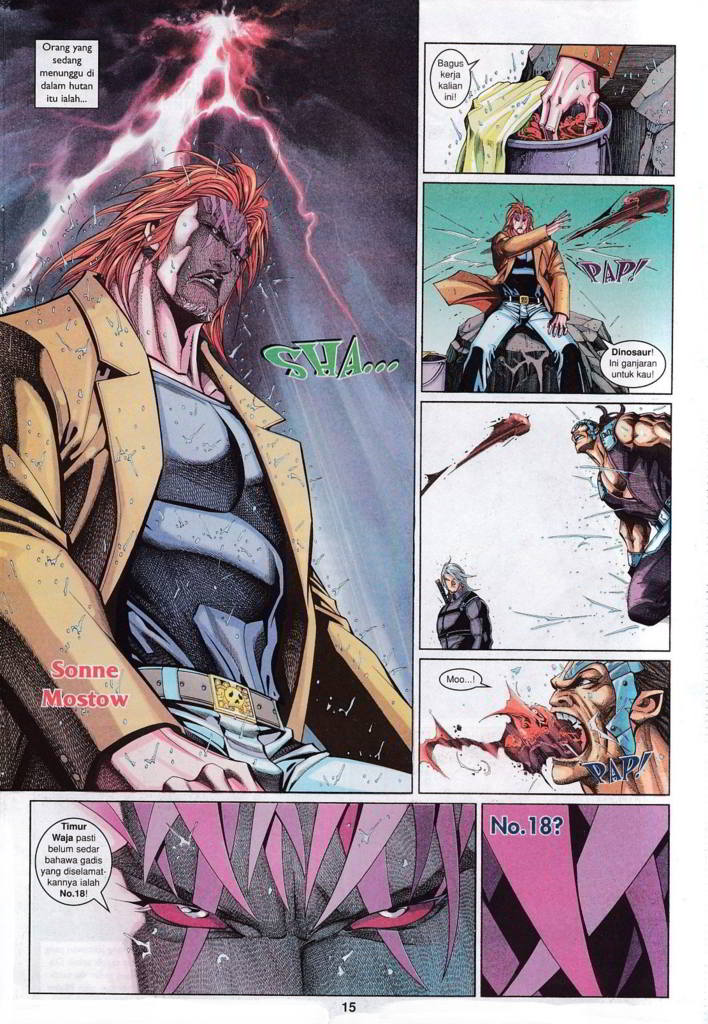 Orang yang
sedang
menunggu di
dalam hutan
itu ialah...
SHA...
Sonne
Mostow
Bagus
kerja
kalian
ini!
PAP!
Dinosaur!
Ini ganjaran
untuk kau!
Moo...!
PAP!
Timur
Waja pasti
belum sedar
bahawa gadis
yang diselamat-
kannya ialah
No.18!
No.18?
15